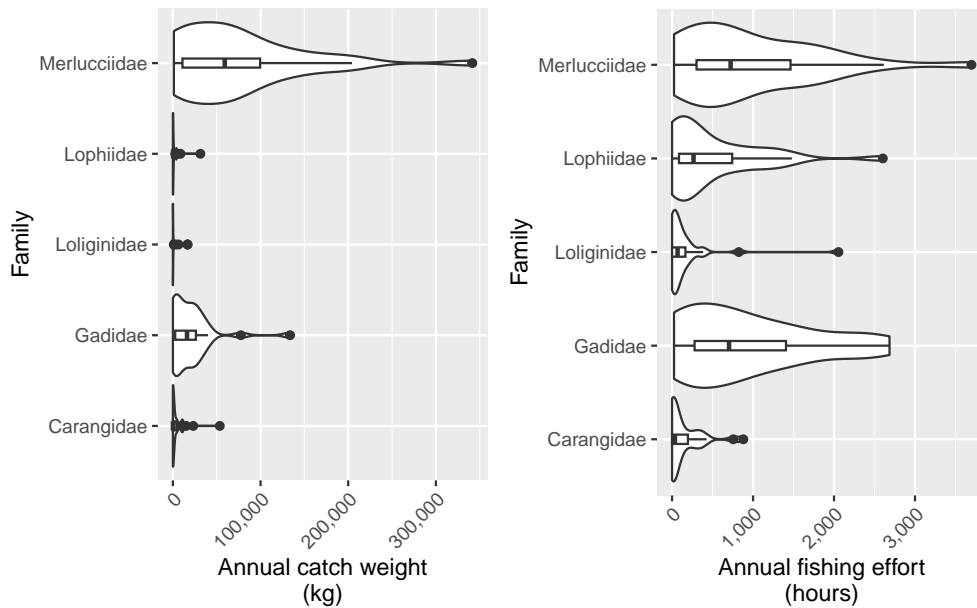 Family
Merlucciidae
Lophiidae
Loliginidae
Gadidae
Carangidae
0
100,000
200,000
300,000
Annual catch weight
(kg)
Family
Merlucciidae
Lophiidae
Loliginidae
Gadidae
Carangidae
0
1,000
2,000
3,000
Annual fishing effort
(hours)